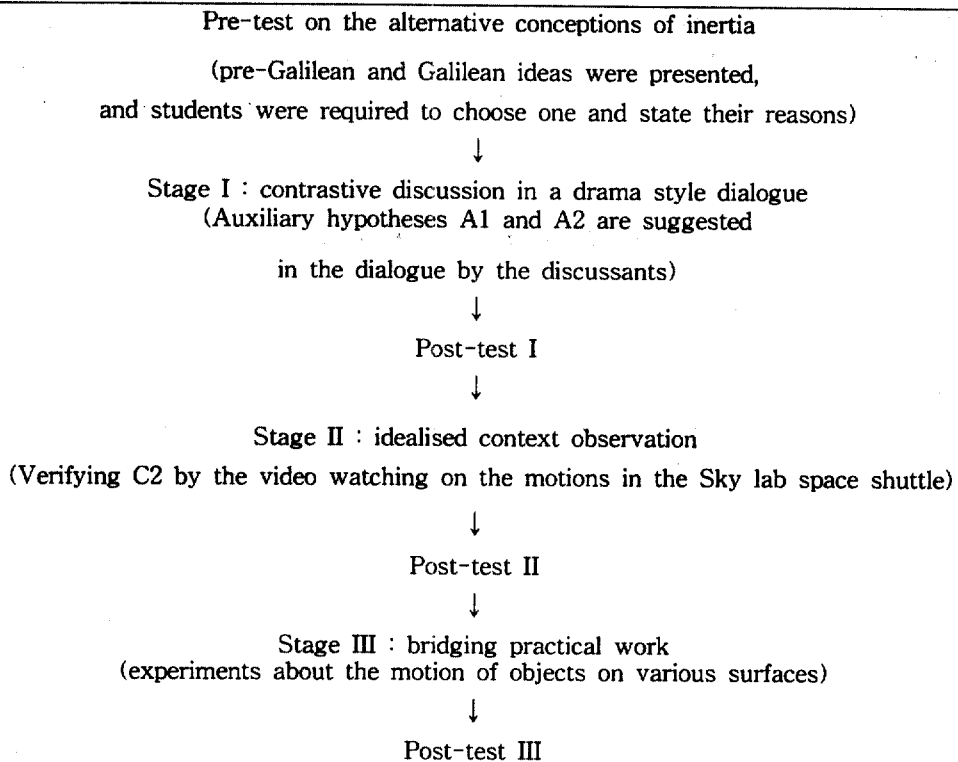 Pre-test on the alternative conceptions of inertia
(pre-Galilean and Galilean ideas were presented,
and students were required to choose one and state their reasons)
↓
Stage Ⅰ : contrastive discussion in a drama style dialogue
(Auxiliary hypotheses A1 and A2 are suggested
in the dialogue by the discussants)
↓
Post-test Ⅰ
↓
Stage Ⅱ : idealised context observation
(Verifying C2 by the video watching on the motions in the Sky lab space shuttle)
↓
Post-test Ⅱ
↓
Stage Ⅲ : bridging practical work
(experiments about the motion of objects on various surfaces)
↓
Post-test Ⅲ